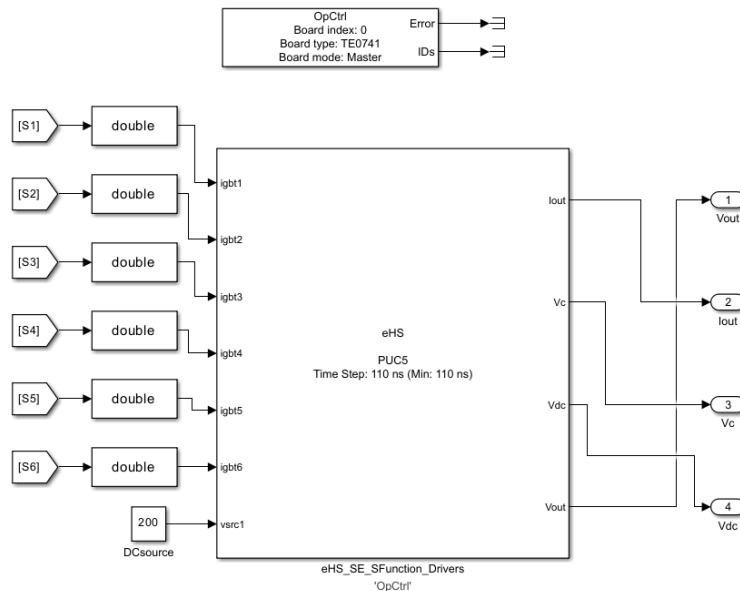 OpCtrl
Board index: 0
Board type: TE0741
Board mode: Master
Error
IDs
[S1]
double
igbt1
[S2]
double
igbt2
[S3]
double
igbt3
[S4]
double
igbt4
[S5]
double
igbt5
[S6]
double
igbt6
200
DCsource
vsrc1
eHS
PUC5
Time Step: 110 ns (Min: 110 ns)
Iout
Vc
Vdc
Vout
1
Vout
2
Iout
3
Vc
4
Vdc
eHS_SE_SFunction_Drivers
'OpCtrl'